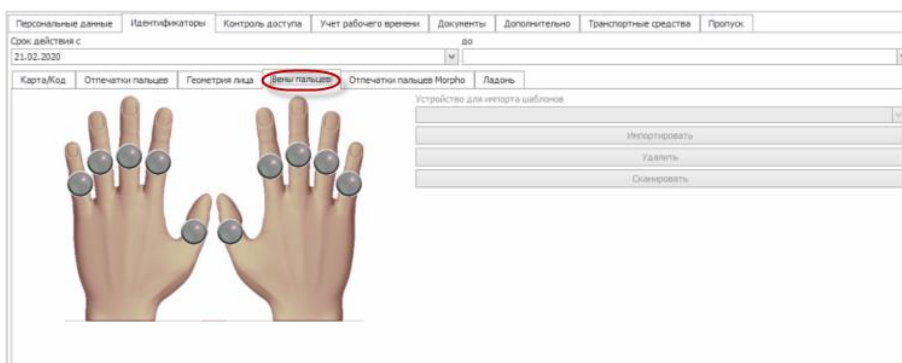 Персональные данные Идентификаторы Контроль доступа Учет рабочего времени Документы Дополнительно Транспортные средства Пропуск
Срок действия с до
21.02.2020
Карта/Код Отпечатки пальцев Геометрия лица Вены пальцев Отпечатки пальцев Morpho Ладонь
Устройство для импорта шаблонов
Импортировать
Удалить
Сканировать